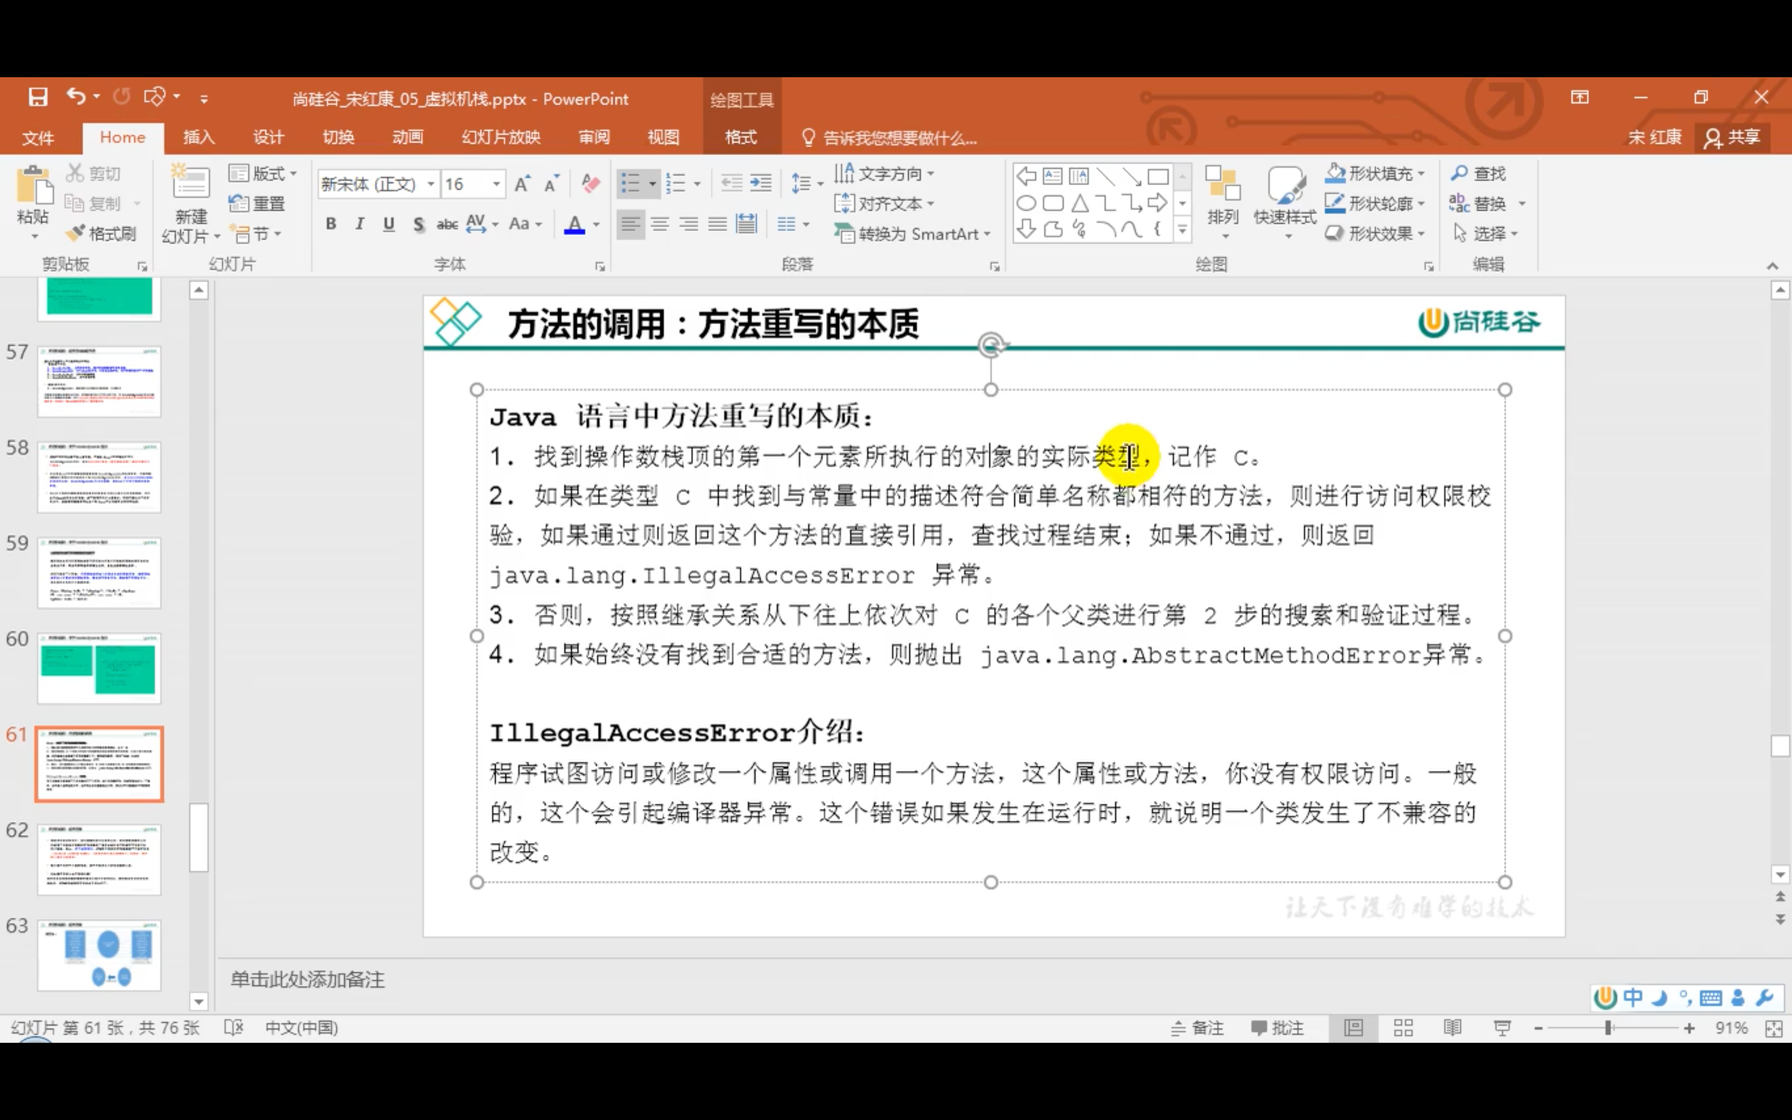 尚硅谷_宋红康_05_虚拟机栈.pptx - PowerPoint
绘图工具
文件 Home 插入 设计 切换 动画 幻灯片放映 审阅 视图 格式 告诉我您想要做什么... 宋 红康 共享
粘贴 剪切 复制 格式刷 剪贴板
新建幻灯片 版式 重置 节 幻灯片
新宋体 (正文) 16
B I U S abc AV Aa A 字体
文字方向 对齐文本 转换为 SmartArt 段落
排列 快速样式 形状填充 形状轮廓 形状效果 绘图
查找 替换 选择 编辑
57
58
59
60
61
62
63
方法的调用：方法重写的本质
尚硅谷
Java 语言中方法重写的本质：
1. 找到操作数栈顶的第一个元素所执行的对象的实际类型，记作 C。
2. 如果在类型 C 中找到与常量中的描述符合简单名称都相符的方法，则进行访问权限校
验，如果通过则返回这个方法的直接引用，查找过程结束；如果不通过，则返回
java.lang.IllegalAccessError 异常。
3. 否则，按照继承关系从下往上依次对 C 的各个父类进行第 2 步的搜索和验证过程。
4. 如果始终没有找到合适的方法，则抛出 java.lang.AbstractMethodError异常。
IllegalAccessError介绍：
程序试图访问或修改一个属性或调用一个方法，这个属性或方法，你没有权限访问。一般
的，这个会引起编译器异常。这个错误如果发生在运行时，就说明一个类发生了不兼容的
改变。
让天下没有难学的技术
单击此处添加备注
中
幻灯片 第 61 张，共 76 张 中文(中国) 备注 批注 91%